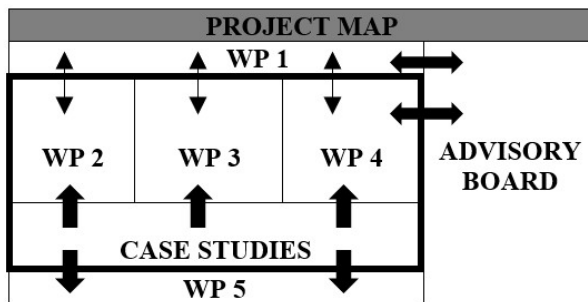 PROJECT MAP
WP 1
WP 2
WP 3
WP 4
ADVISORY
BOARD
CASE STUDIES
WP 5